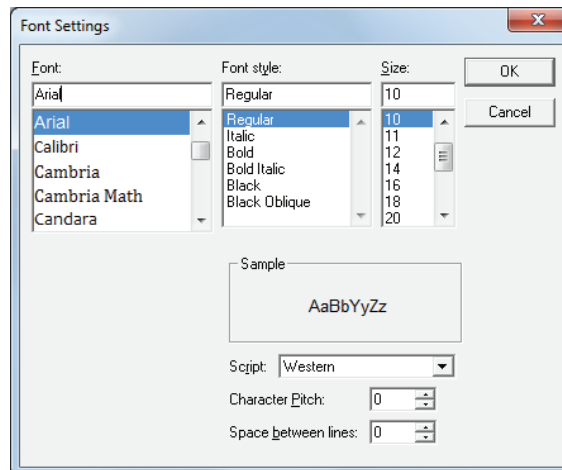 Font Settings
Font: Font style: Size:
Arial Regular 10 OK
Arial Regular 10 Cancel
Calibri Italic 11
Cambria Bold 12
Cambria Math Bold Italic 14
Candara Black 16
Black Oblique 18
20
Sample
AaBbYyZz
Script: Western
Character Pitch: 0
Space between lines: 0